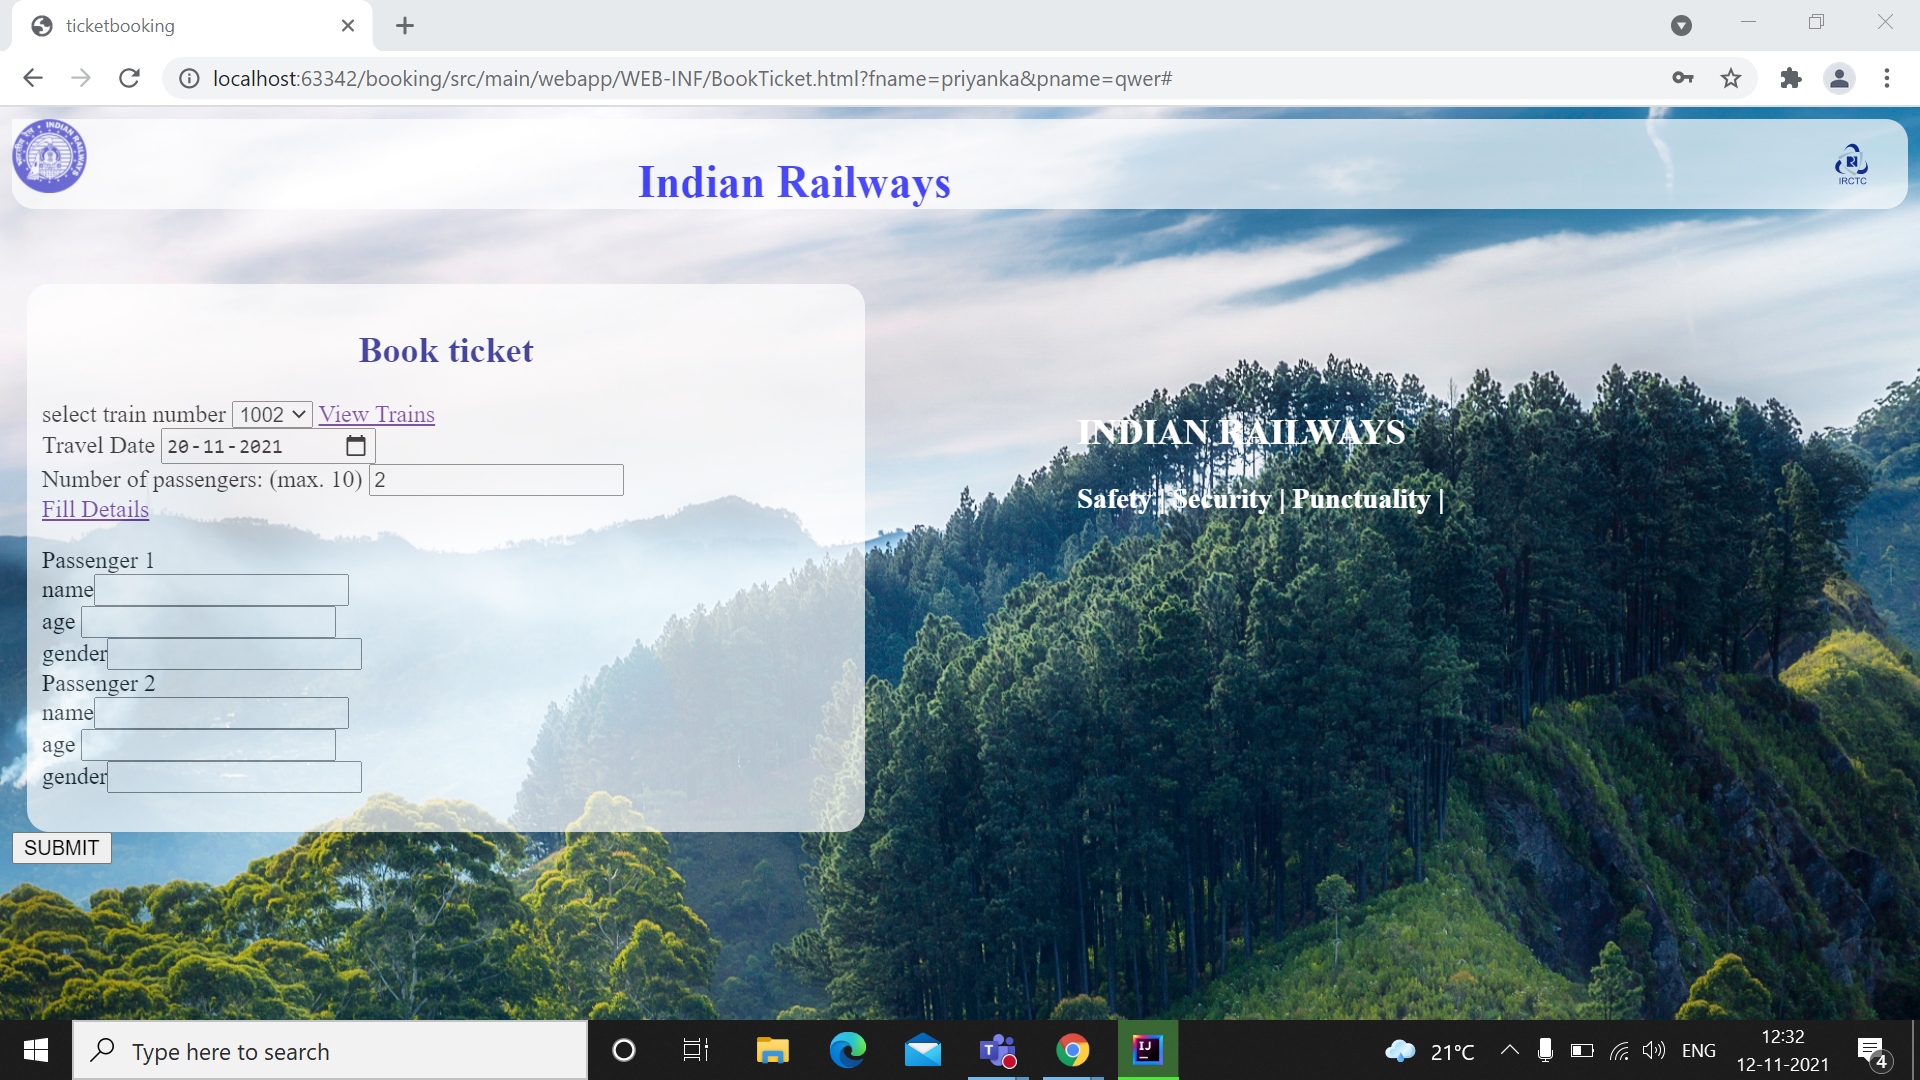 ticketbooking
localhost:63342/booking/src/main/webapp/WEB-INF/BookTicket.html?fname=priyanka&pname=qwer#
INDIAN RAILWAYS
Indian Railways
IRCTC
Book ticket
select train number 1002 View Trains
Travel Date 20-11-2021
Number of passengers: (max. 10) 2
Fill Details
INDIAN RAILWAYS
Safety | Security | Punctuality |
Passenger 1
name
age
gender
Passenger 2
name
age
gender
SUBMIT
Type here to search
21°C
ENG
12:32
12-11-2021
4